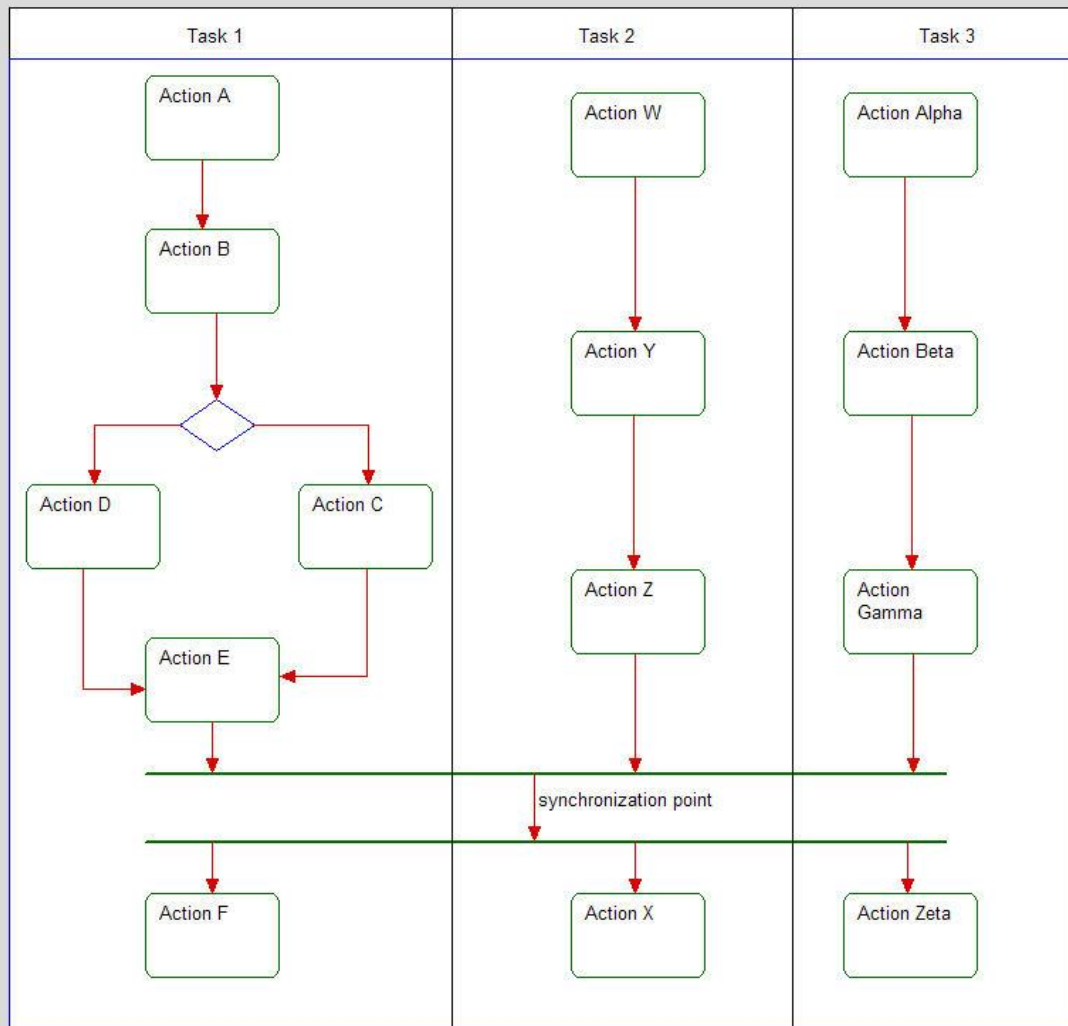 Task 1
Task 2
Task 3
Action A
Action W
Action Alpha
Action B
Action Y
Action Beta
Action D
Action C
Action Z
Action
Gamma
Action E
synchronization point
Action F
Action X
Action Zeta